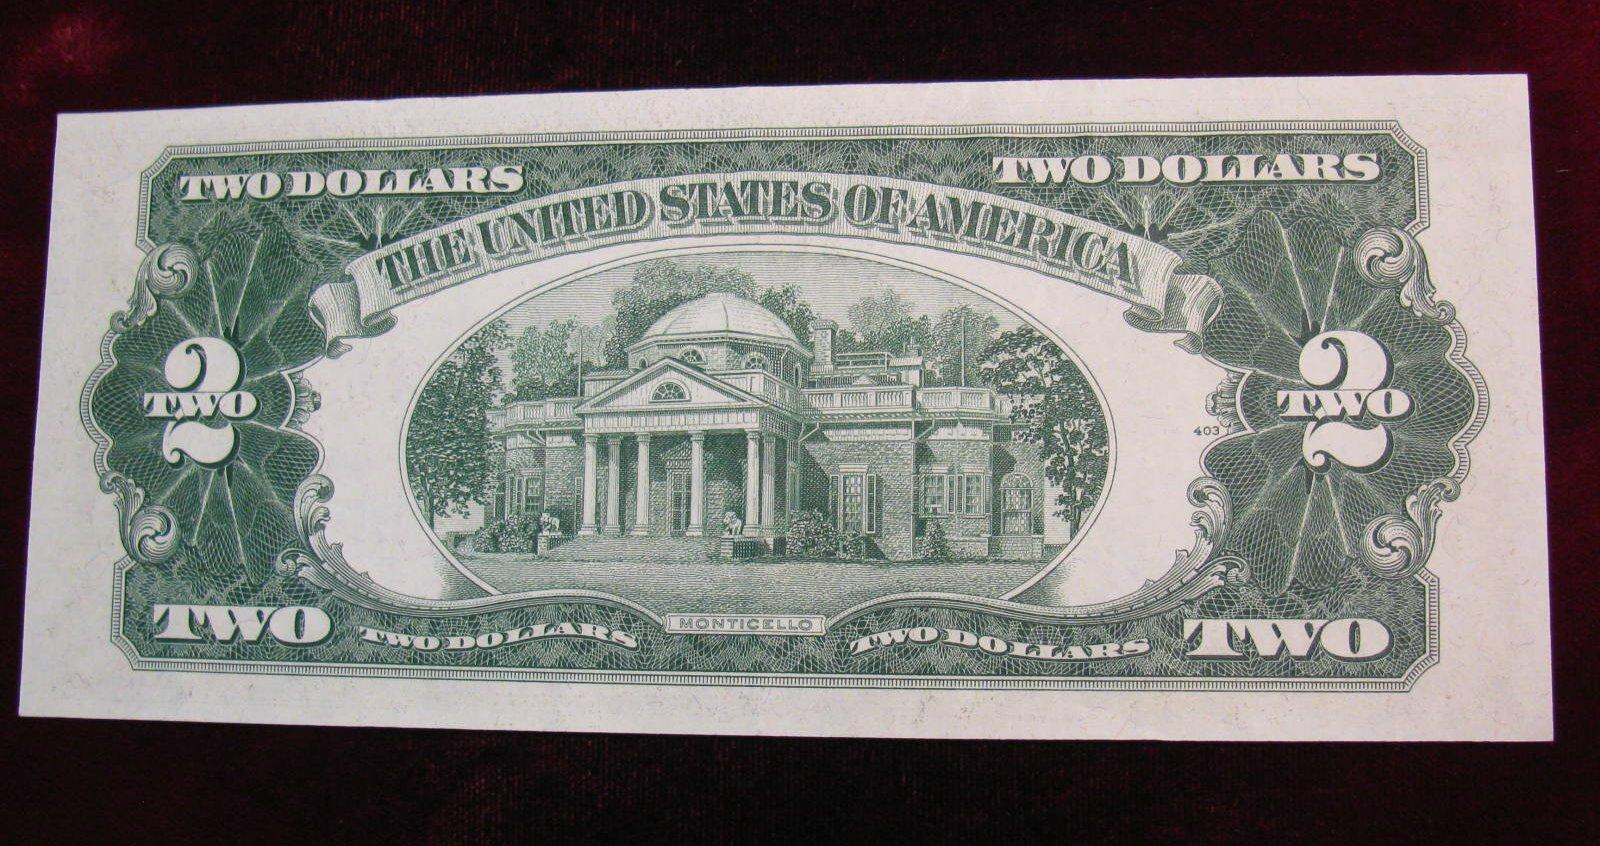 TWO DOLLARS
TWO DOLLARS
THE UNITED STATES OF AMERICA
2
TWO
2
TWO
403
MONTICELLO
TWO
TWO DOLLARS
TWO DOLLARS
TWO